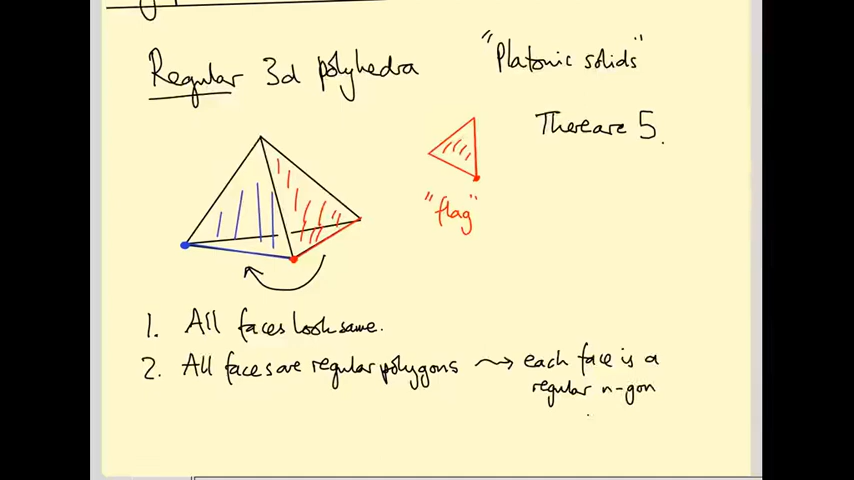 Regular 3d polyhedra
"Platonic solids"
There are 5.
"flag"
1. All faces look same.
2. All faces are regular polygons ⇝ each face is a
regular n-gon